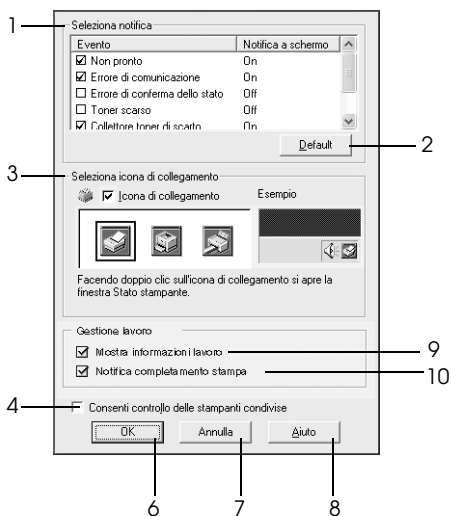 1
Seleziona notifica
Evento Notifica a schermo
Non pronto On
Errore di comunicazione On
Errore di conferma dello stato Off
Toner scarso Off
Collettore toner di scarto On
Default
2
3
Seleziona icona di collegamento
Icona di collegamento Esempio
Facendo doppio clic sull'icona di collegamento si apre la
finestra Stato stampante.
Gestione lavoro
Mostra informazioni lavoro
9
Notifica completamento stampa
10
4
Consenti controllo delle stampanti condivise
OK Annulla Aiuto
6 7 8